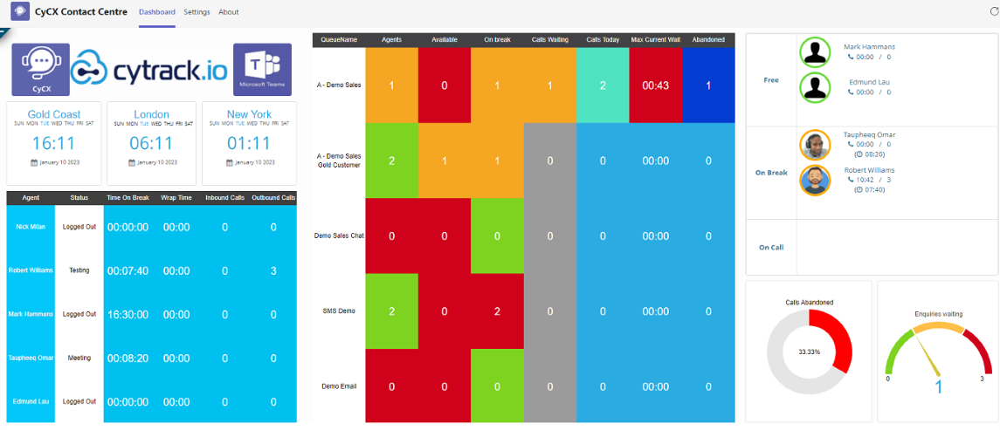 CyCX Contact Centre Dashboard Settings About
CyCX
cytrack.io
Microsoft Teams
Gold Coast
SUN MON TUE WED THU FRI SAT
16:11
January 10 2023
London
SUN MON TUE WED THU FRI SAT
06:11
January 10 2023
New York
SUN MON TUE WED THU FRI SAT
01:11
January 10 2023
Agent Status Time On Break Wrap Time Inbound Calls Outbound Calls
Nick Milan Logged Out 00:00:00 00:00 0 0
Robert Williams Testing 00:07:40 00:00 0 3
Mark Hammans Logged Out 16:30:00 00:00 0 0
Taupheeq Omar Meeting 00:08:20 00:00 0 0
Edmund Lau Logged Out 00:00:00 00:00 0 0
QueueName Agents Available On break Calls Waiting Calls Today Max Current Wait Abandoned
A - Demo Sales 1 0 1 1 2 00:43 1
A - Demo Sales
Gold Customer 2 1 1 0 0 00:00 0
Demo Sales Chat 0 0 0 0 0 00:00 0
SMS Demo 2 0 2 0 0 00:00 0
Demo Email 0 0 0 0 0 00:00 0
Free
Mark Hammans
00:00 / 0
Edmund Lau
00:00 / 0
On Break
Taupheeq Omar
00:00 / 0
(08:20)
Robert Williams
10:42 / 3
(07:40)
On Call
Calls Abandoned
33.33%
Enquiries waiting
0 3
1